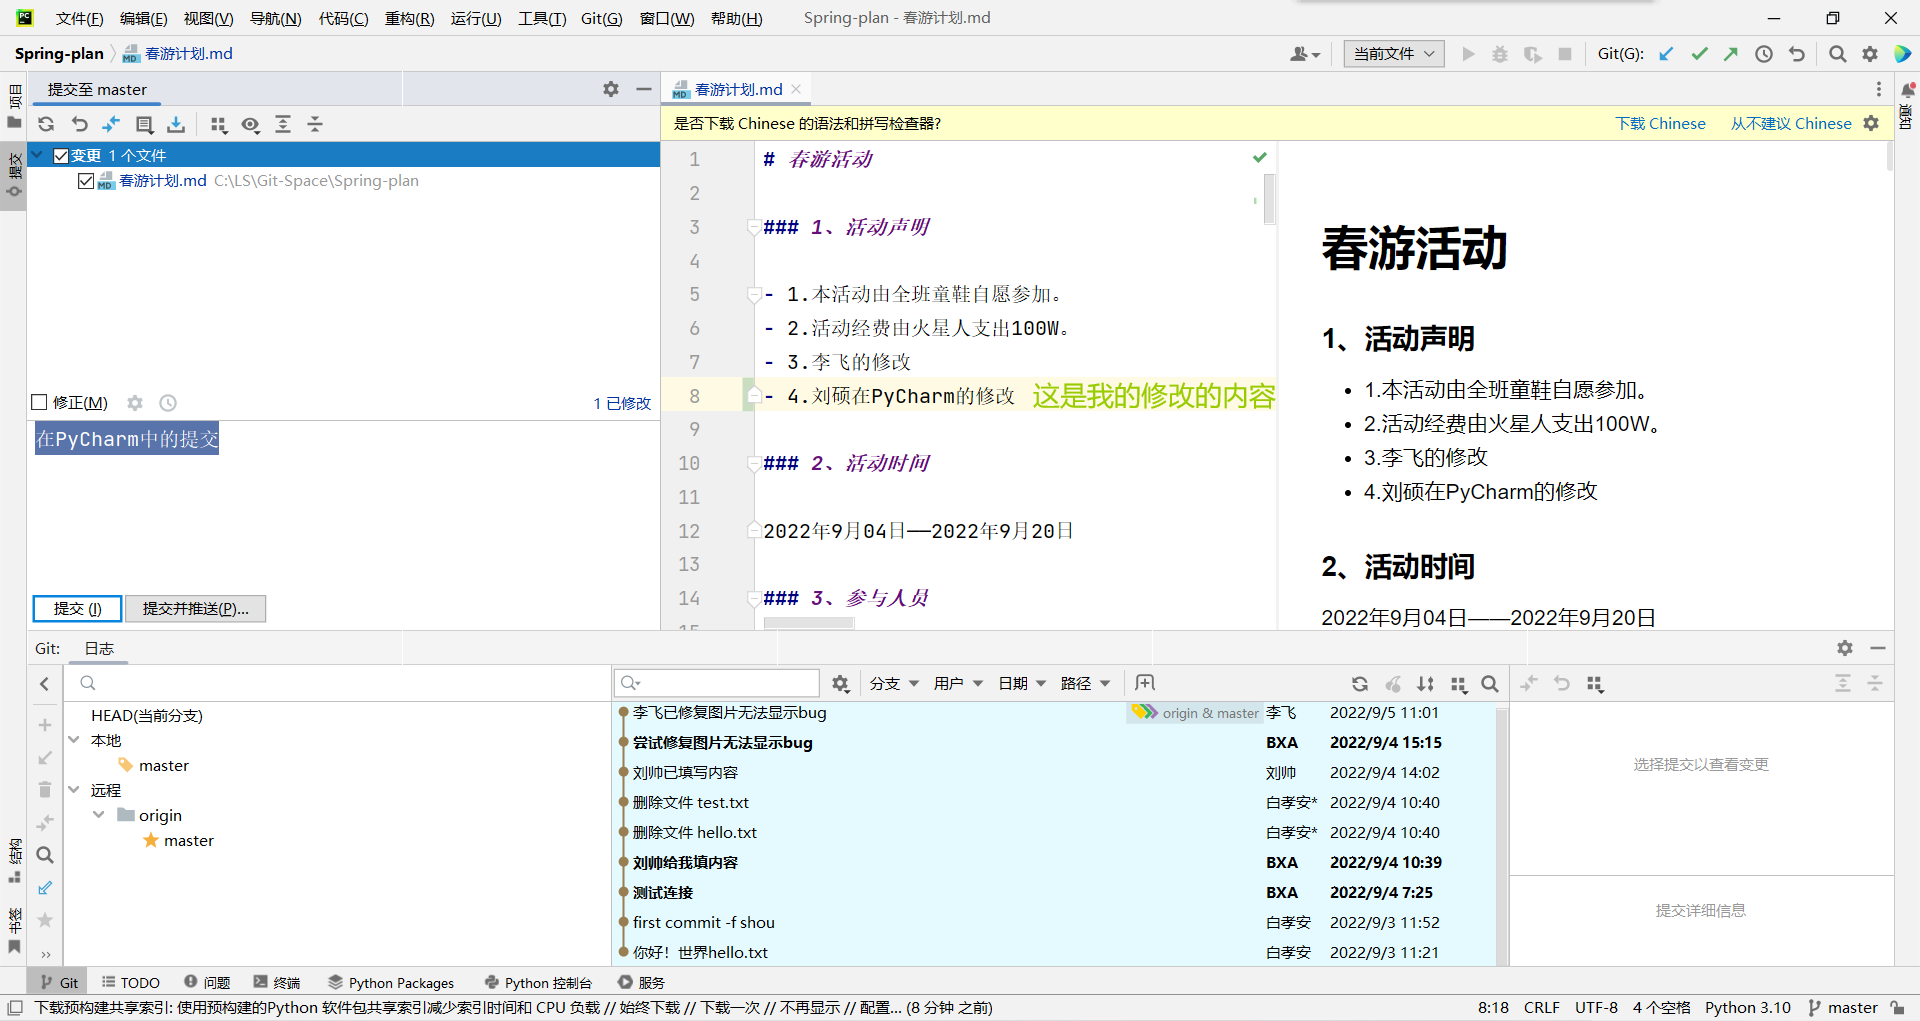 文件(F) 编辑(E) 视图(V) 导航(N) 代码(C) 重构(R) 运行(U) 工具(T) Git(G) 窗口(W) 帮助(H) Spring-plan - 春游计划.md
Spring-plan 春游计划.md 当前文件 Git(G):
项目
提交
结构
书签
通知
提交至 master
变更 1 个文件
春游计划.md C:\LS\Git-Space\Spring-plan
修正(M) 1 已修改
在PyCharm中的提交
提交 (I) 提交并推送(P)...
春游计划.md
是否下载 Chinese 的语法和拼写检查器? 下载 Chinese 从不建议 Chinese
1 # 春游活动
2
3 ### 1、活动声明
4
5 - 1.本活动由全班童鞋自愿参加。
6 - 2.活动经费由火星人支出100W。
7 - 3.李飞的修改
8 - 4.刘硕在PyCharm的修改 这是我的修改的内容
9
10 ### 2、活动时间
11
12 2022年9月04日——2022年9月20日
13
14 ### 3、参与人员
15
春游活动
1、活动声明
• 1.本活动由全班童鞋自愿参加。
• 2.活动经费由火星人支出100W。
• 3.李飞的修改
• 4.刘硕在PyCharm的修改
2、活动时间
2022年9月04日——2022年9月20日
Git: 日志
HEAD(当前分支)
本地
master
远程
origin
master
分支 用户 日期 路径
李飞已修复图片无法显示bug origin & master 李飞 2022/9/5 11:01
尝试修复图片无法显示bug BXA 2022/9/4 15:15
刘帅已填写内容 刘帅 2022/9/4 14:02
删除文件 test.txt 白孝安* 2022/9/4 10:40
删除文件 hello.txt 白孝安* 2022/9/4 10:40
刘帅给我填内容 BXA 2022/9/4 10:39
测试连接 BXA 2022/9/4 7:25
first commit -f shou 白孝安 2022/9/3 11:52
你好！世界hello.txt 白孝安 2022/9/3 11:21
选择提交以查看变更
提交详细信息
Git TODO 问题 终端 Python Packages Python 控制台 服务
下载预构建共享索引: 使用预构建的Python 软件包共享索引减少索引时间和 CPU 负载 // 始终下载 // 下载一次 // 不再显示 // 配置... (8 分钟 之前) 8:18 CRLF UTF-8 4 个空格 Python 3.10 master